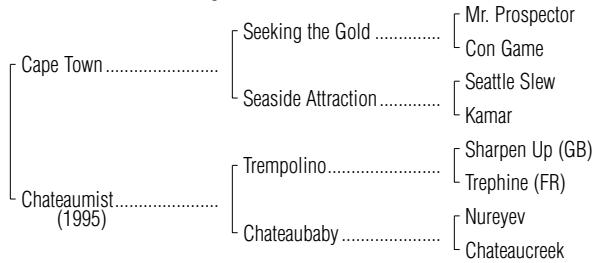 Mr. Prospector
Seeking the Gold ..............
Con Game
Cape Town ........................
Seattle Slew
Seaside Attraction .............
Kamar
Sharpen Up (GB)
Trempolino ........................
Trephine (FR)
Chateaumist ......................
(1995)
Nureyev
Chateaubaby .....................
Chateaucreek